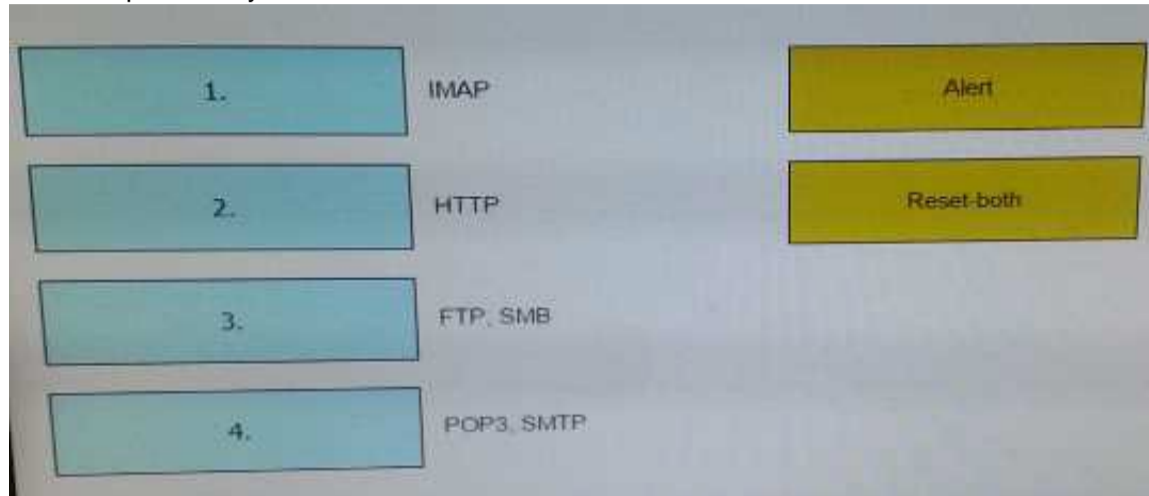 1. IMAP Alert
2. HTTP Reset-both
3. FTP, SMB
4. POP3, SMTP